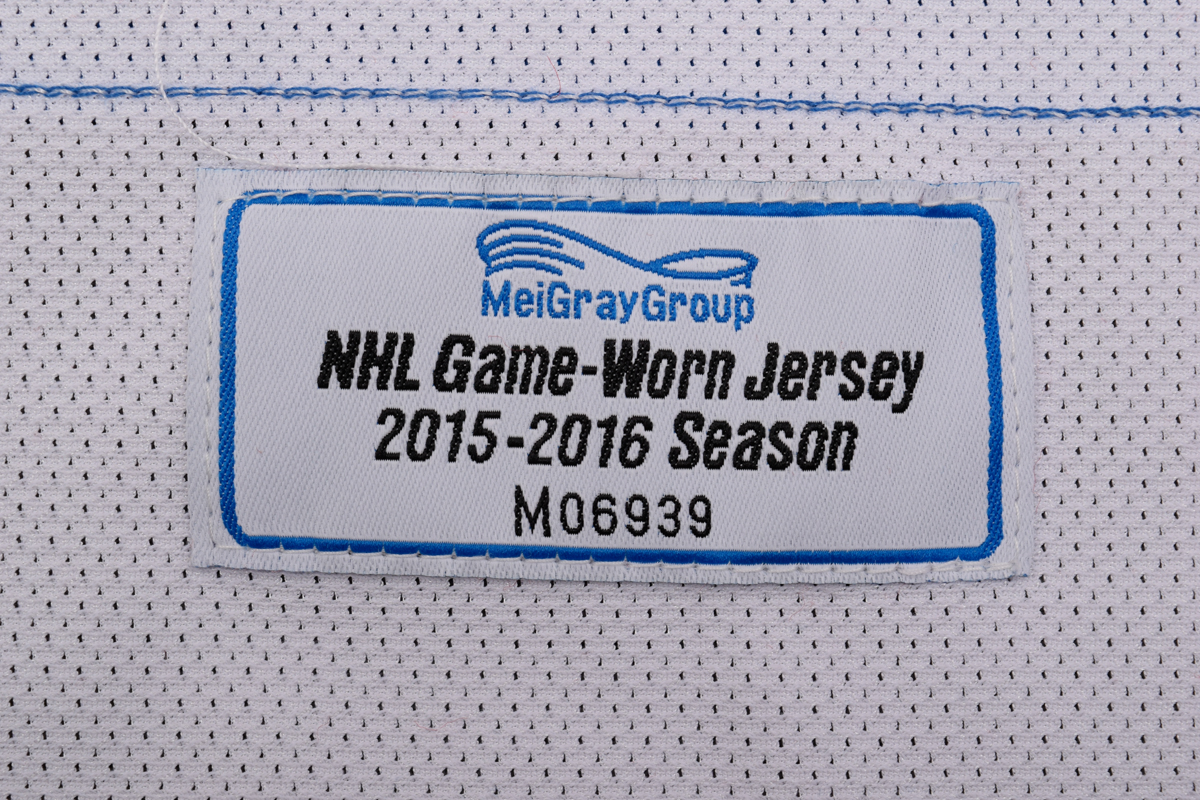 MeiGrayGroup
NHL Game-Worn Jersey
2015-2016 Season
M06939